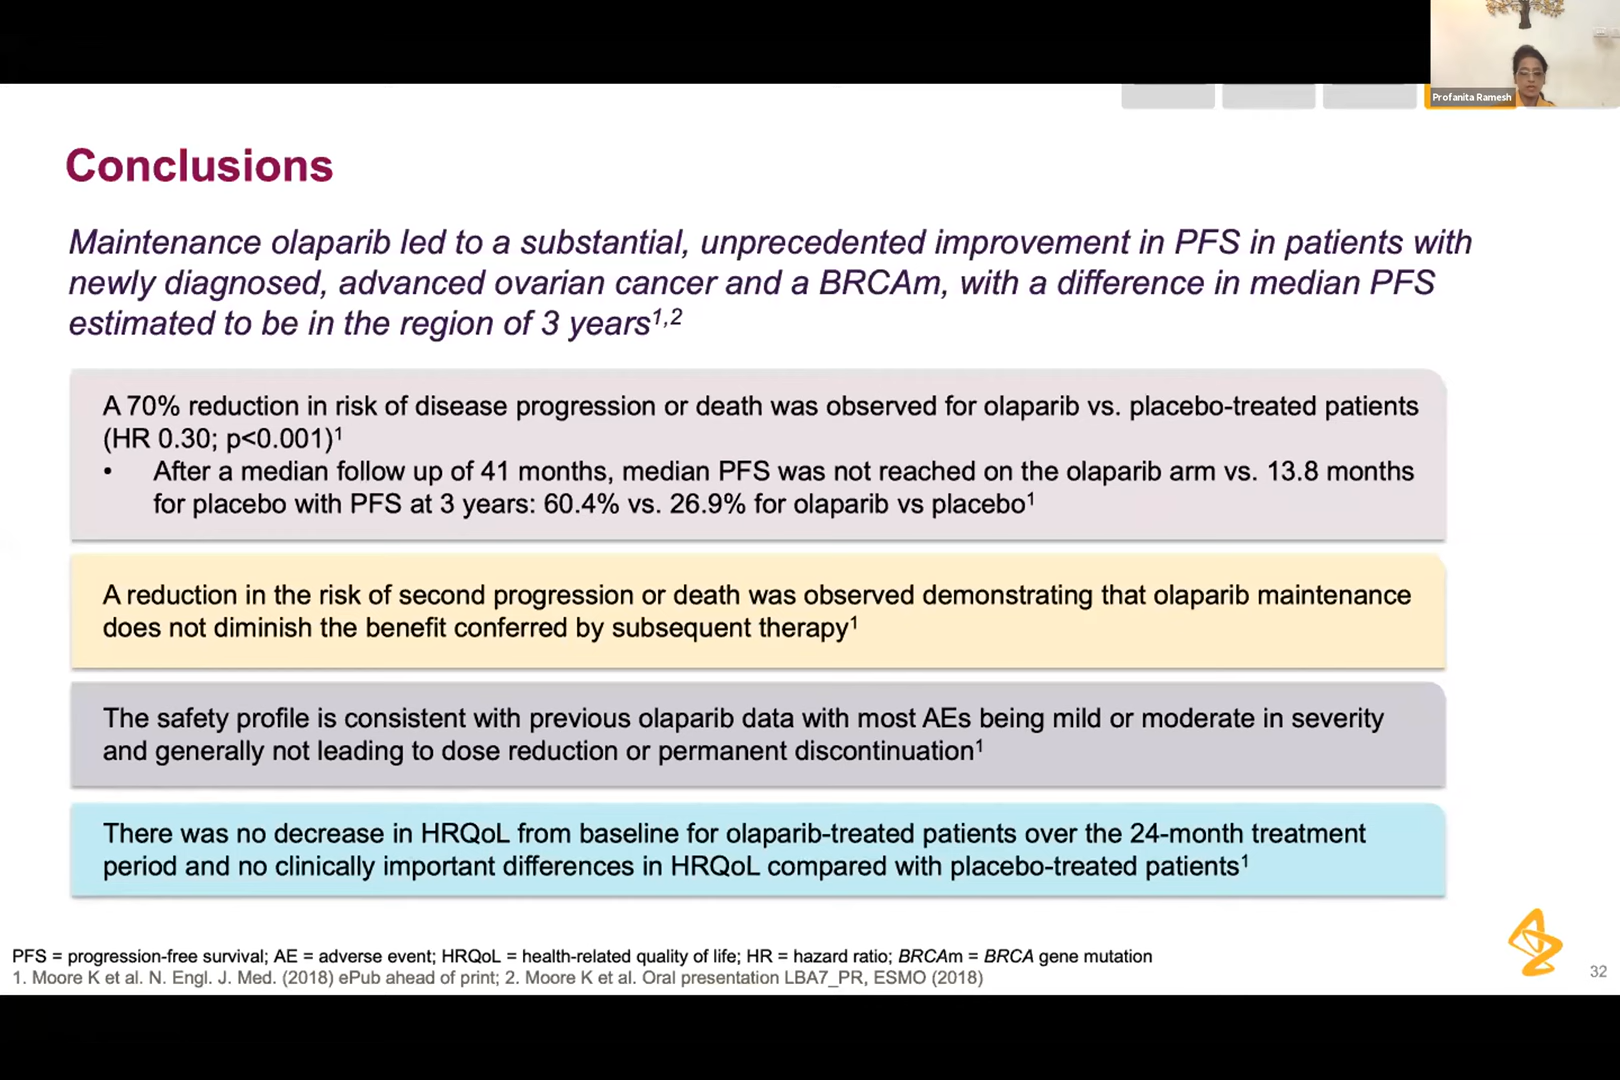 Profanita Ramesh
Conclusions
Maintenance olaparib led to a substantial, unprecedented improvement in PFS in patients with
newly diagnosed, advanced ovarian cancer and a BRCAm, with a difference in median PFS
estimated to be in the region of 3 years1,2
A 70% reduction in risk of disease progression or death was observed for olaparib vs. placebo-treated patients
(HR 0.30; p<0.001)1
• After a median follow up of 41 months, median PFS was not reached on the olaparib arm vs. 13.8 months
for placebo with PFS at 3 years: 60.4% vs. 26.9% for olaparib vs placebo1
A reduction in the risk of second progression or death was observed demonstrating that olaparib maintenance
does not diminish the benefit conferred by subsequent therapy1
The safety profile is consistent with previous olaparib data with most AEs being mild or moderate in severity
and generally not leading to dose reduction or permanent discontinuation1
There was no decrease in HRQoL from baseline for olaparib-treated patients over the 24-month treatment
period and no clinically important differences in HRQoL compared with placebo-treated patients1
PFS = progression-free survival; AE = adverse event; HRQoL = health-related quality of life; HR = hazard ratio; BRCAm = BRCA gene mutation
1. Moore K et al. N. Engl. J. Med. (2018) ePub ahead of print; 2. Moore K et al. Oral presentation LBA7_PR, ESMO (2018)
32